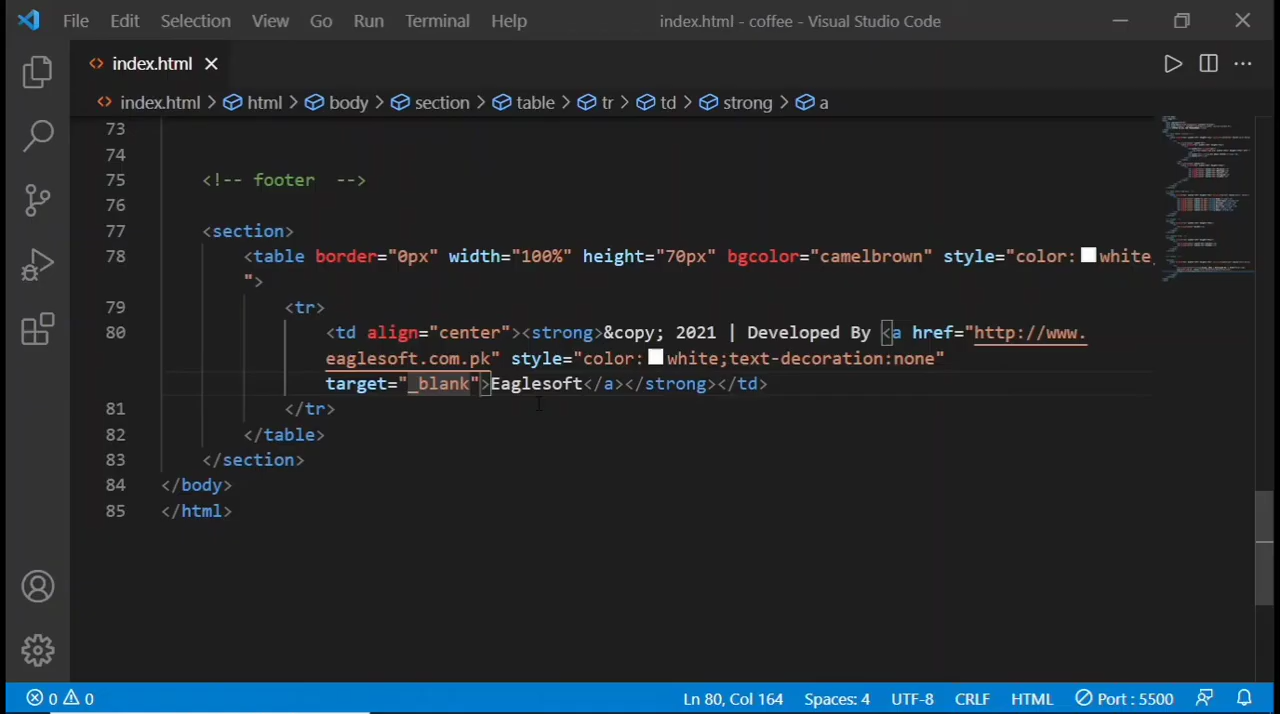 File Edit Selection View Go Run Terminal Help index.html - coffee - Visual Studio Code
index.html
index.html > html > body > section > table > tr > td > strong > a
73
74
75 <!-- footer -->
76
77 <section>
78 <table border="0px" width="100%" height="70px" bgcolor="camelbrown" style="color:white;
">
79 <tr>
80 <td align="center"><strong>&copy; 2021 | Developed By <a href="http://www.
eaglesoft.com.pk" style="color:white;text-decoration:none"
target="_blank">Eaglesoft</a></strong></td>
81 </tr>
82 </table>
83 </section>
84 </body>
85 </html>
0 0 Ln 80, Col 164 Spaces: 4 UTF-8 CRLF HTML Port : 5500